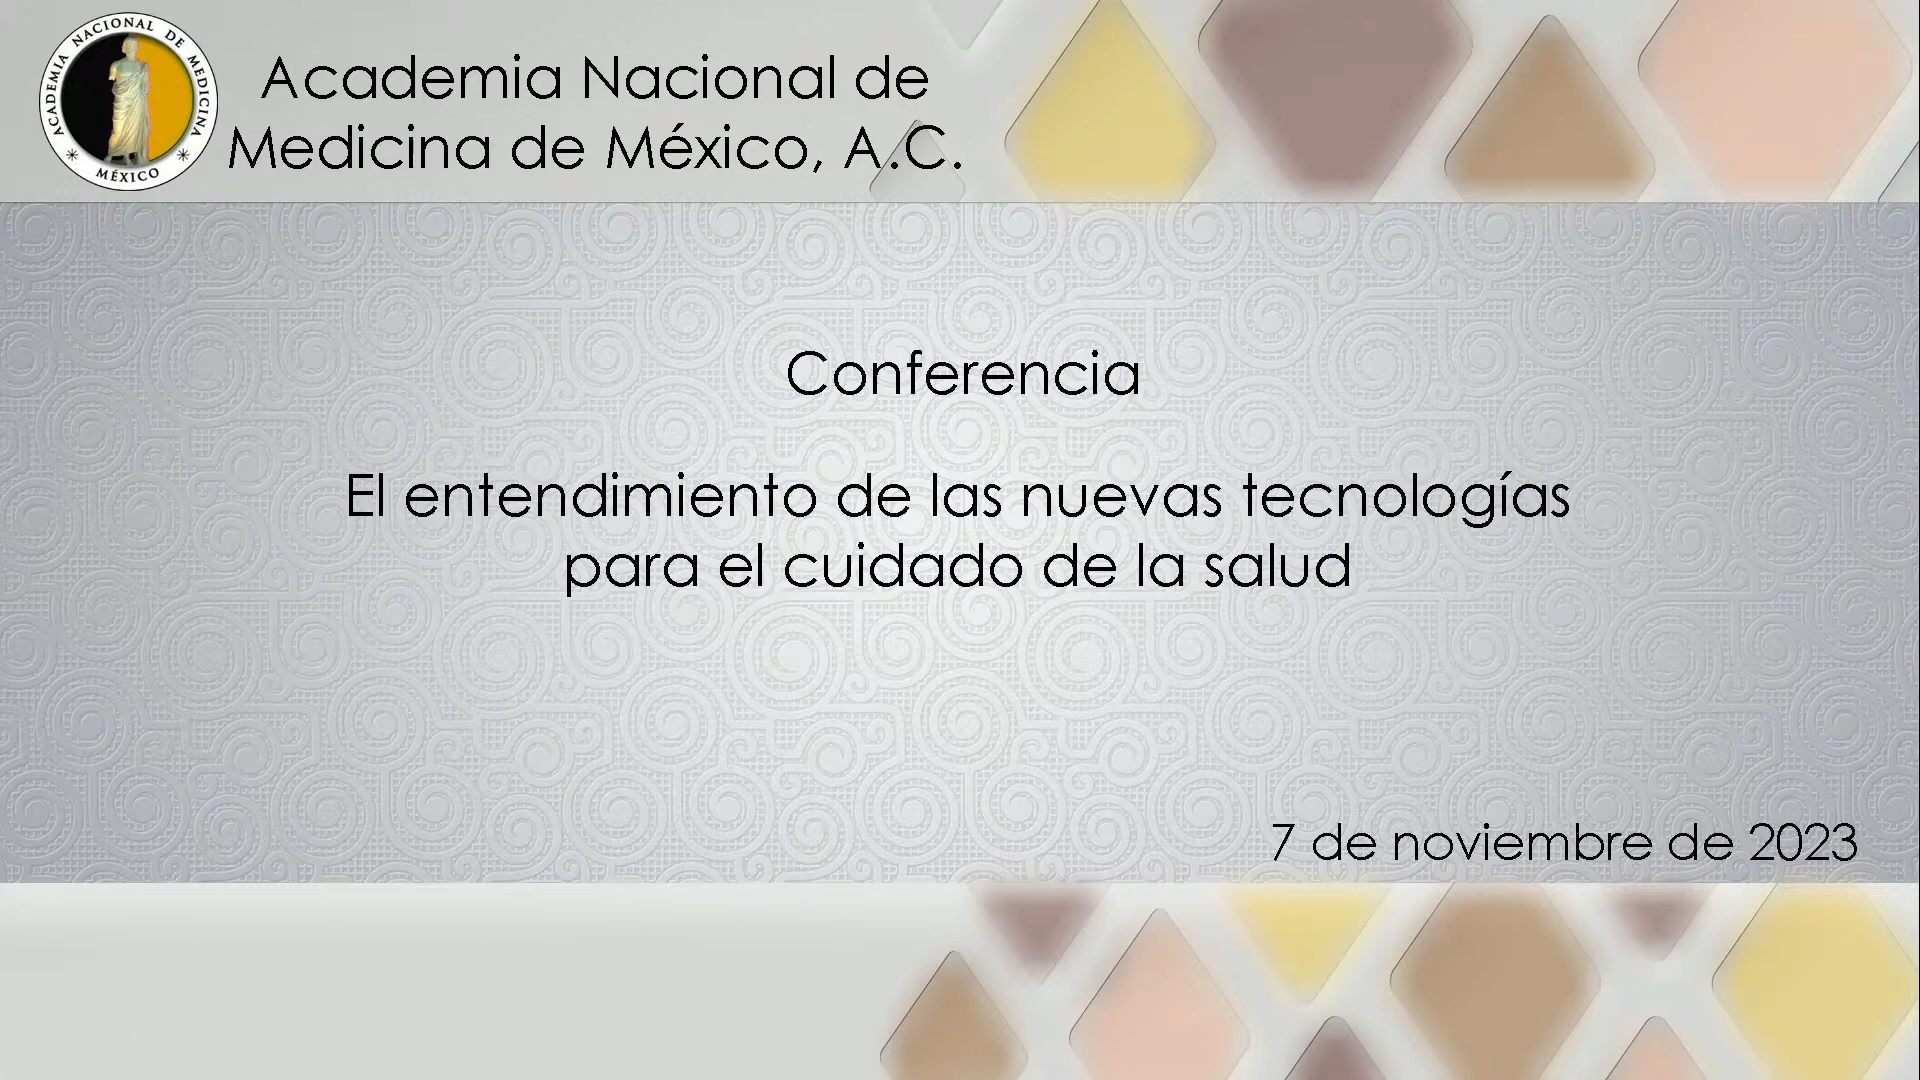 ACADEMIA NACIONAL DE MEDICINA
MÉXICO
Academia Nacional de
Medicina de México, A.C.
Conferencia
El entendimiento de las nuevas tecnologías
para el cuidado de la salud
7 de noviembre de 2023